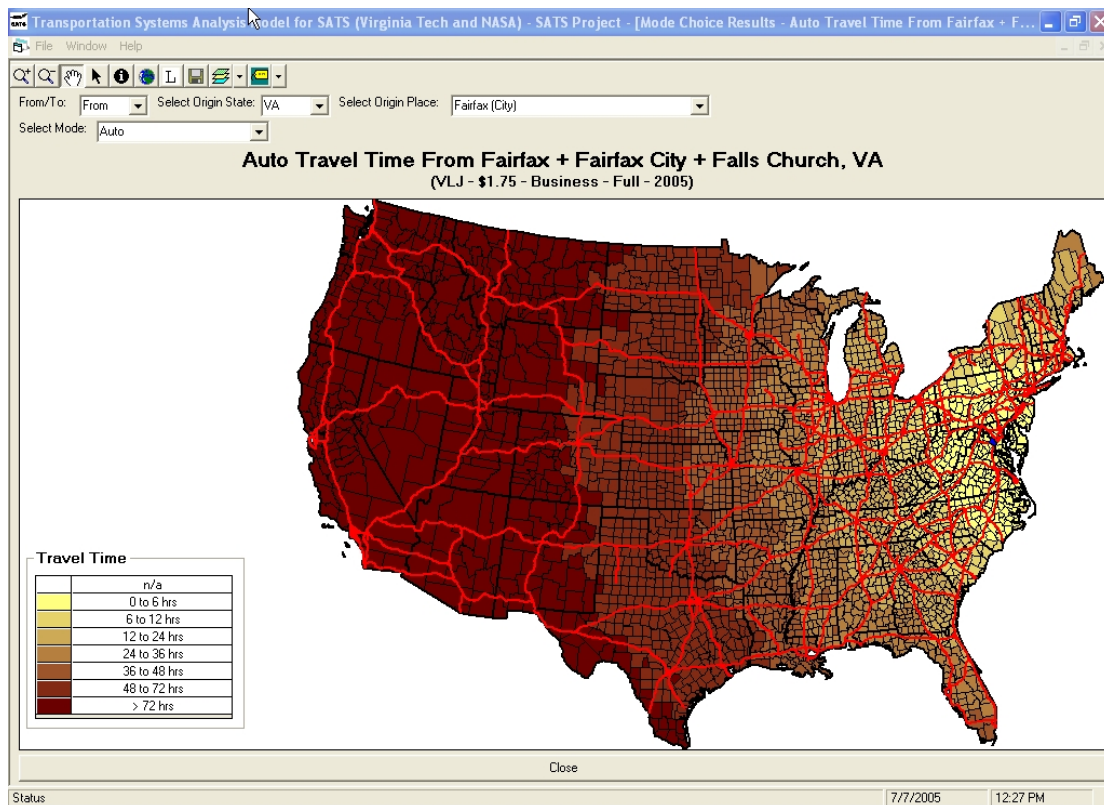 Transportation Systems Analysis Model for SATS (Virginia Tech and NASA) - SATS Project - [Mode Choice Results - Auto Travel Time From Fairfax + F...
SATS
File Window Help
L
From/To: From Select Origin State: VA Select Origin Place: Fairfax (City)
Select Mode: Auto
Auto Travel Time From Fairfax + Fairfax City + Falls Church, VA
(VLJ - $1.75 - Business - Full - 2005)
Travel Time
n/a
0 to 6 hrs
6 to 12 hrs
12 to 24 hrs
24 to 36 hrs
36 to 48 hrs
48 to 72 hrs
> 72 hrs
Close
Status 7/7/2005 12:27 PM